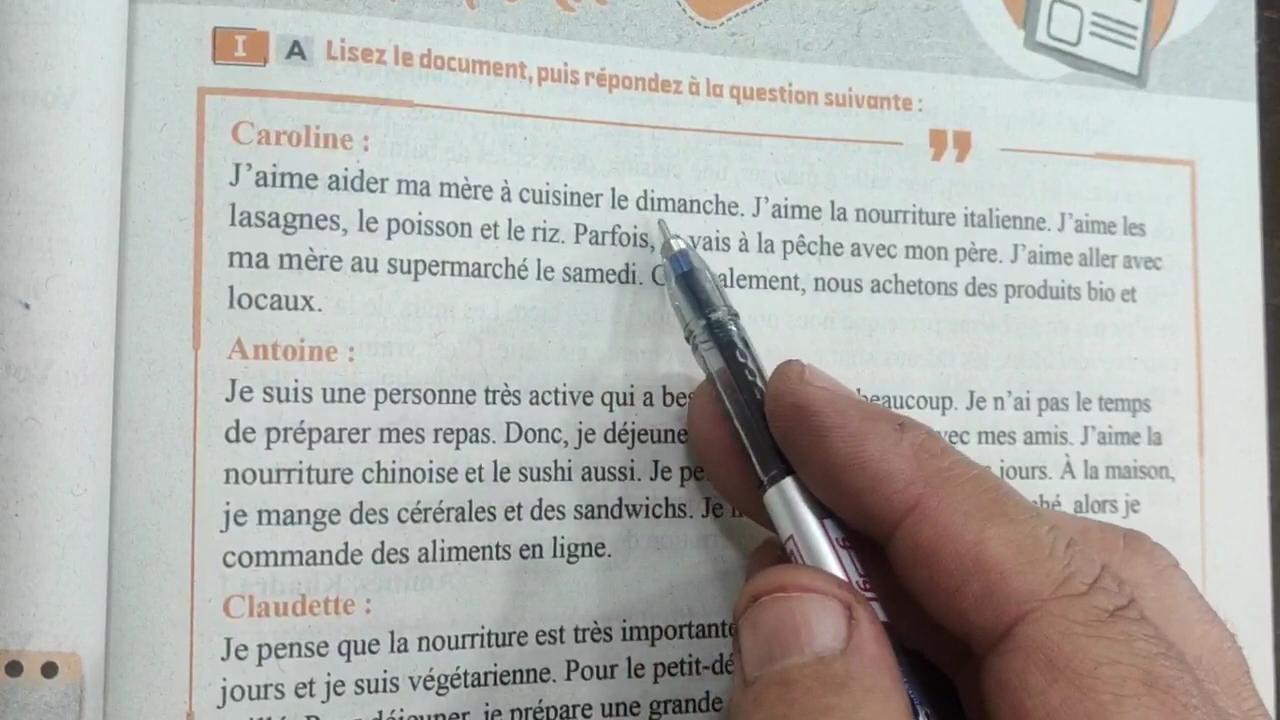 I A Lisez le document, puis répondez à la question suivante :
Caroline :
J'aime aider ma mère à cuisiner le dimanche. J'aime la nourriture italienne. J'aime les
lasagnes, le poisson et le riz. Parfois, vais à la pêche avec mon père. J'aime aller avec
ma mère au supermarché le samedi. alement, nous achetons des produits bio et
locaux.
Antoine :
Je suis une personne très active qui a beaucoup. Je n'ai pas le temps
de préparer mes repas. Donc, je déjeune avec mes amis. J'aime la
nourriture chinoise et le sushi aussi. Je jours. À la maison,
je mange des cérérales et des sandwichs. Je alors je
commande des aliments en ligne.
Claudette :
Je pense que la nourriture est très importante
jours et je suis végétarienne. Pour le petit-dé
déjeuner, je prépare une grande